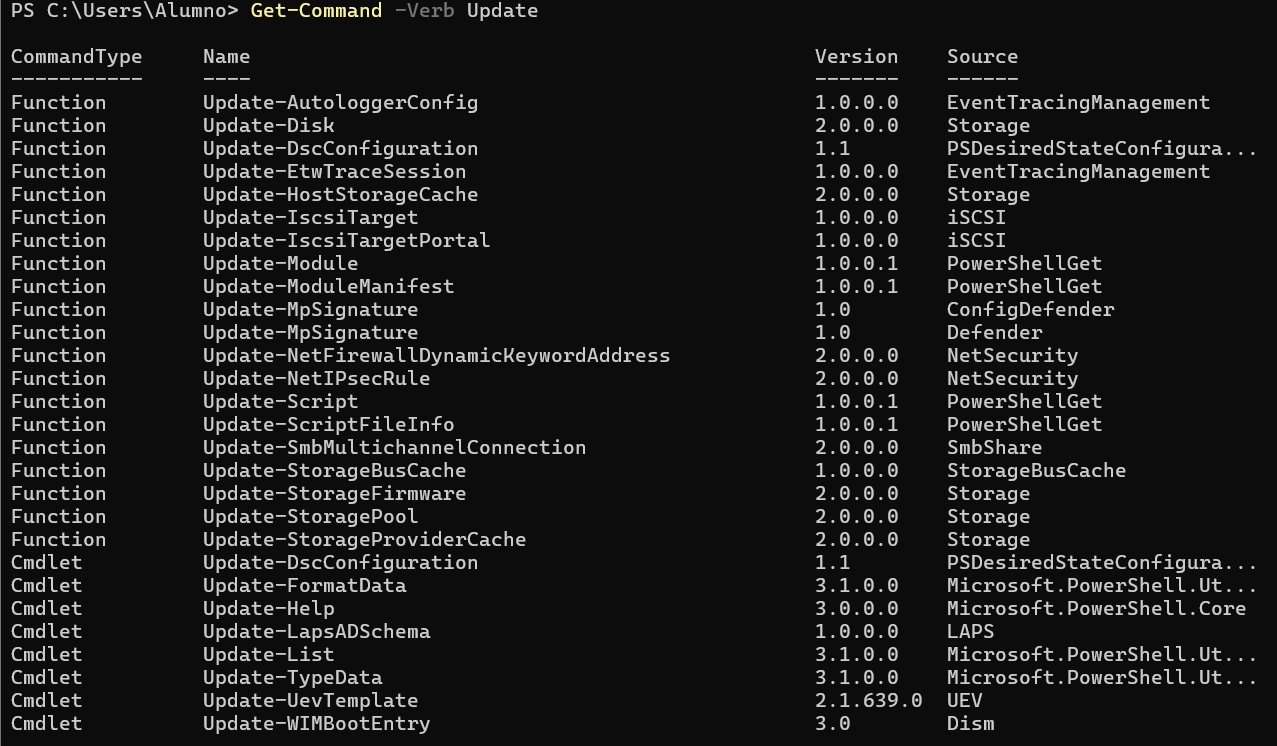 PS C:\Users\Alumno> Get-Command -Verb Update
CommandType     Name                                               Version    Source
-----------     ----                                               -------    ------
Function        Update-AutologgerConfig                            1.0.0.0    EventTracingManagement
Function        Update-Disk                                        2.0.0.0    Storage
Function        Update-DscConfiguration                            1.1        PSDesiredStateConfigura...
Function        Update-EtwTraceSession                             1.0.0.0    EventTracingManagement
Function        Update-HostStorageCache                            2.0.0.0    Storage
Function        Update-IscsiTarget                                 1.0.0.0    iSCSI
Function        Update-IscsiTargetPortal                           1.0.0.0    iSCSI
Function        Update-Module                                      1.0.0.1    PowerShellGet
Function        Update-ModuleManifest                              1.0.0.1    PowerShellGet
Function        Update-MpSignature                                 1.0        ConfigDefender
Function        Update-MpSignature                                 1.0        Defender
Function        Update-NetFirewallDynamicKeywordAddress            2.0.0.0    NetSecurity
Function        Update-NetIPsecRule                                2.0.0.0    NetSecurity
Function        Update-Script                                      1.0.0.1    PowerShellGet
Function        Update-ScriptFileInfo                              1.0.0.1    PowerShellGet
Function        Update-SmbMultichannelConnection                   2.0.0.0    SmbShare
Function        Update-StorageBusCache                             1.0.0.0    StorageBusCache
Function        Update-StorageFirmware                             2.0.0.0    Storage
Function        Update-StoragePool                                 2.0.0.0    Storage
Function        Update-StorageProviderCache                        2.0.0.0    Storage
Cmdlet          Update-DscConfiguration                            1.1        PSDesiredStateConfigura...
Cmdlet          Update-FormatData                                  3.1.0.0    Microsoft.PowerShell.Ut...
Cmdlet          Update-Help                                        3.0.0.0    Microsoft.PowerShell.Core
Cmdlet          Update-LapsADSchema                                1.0.0.0    LAPS
Cmdlet          Update-List                                        3.1.0.0    Microsoft.PowerShell.Ut...
Cmdlet          Update-TypeData                                    3.1.0.0    Microsoft.PowerShell.Ut...
Cmdlet          Update-UevTemplate                                 2.1.639.0  UEV
Cmdlet          Update-WIMBootEntry                                3.0        Dism